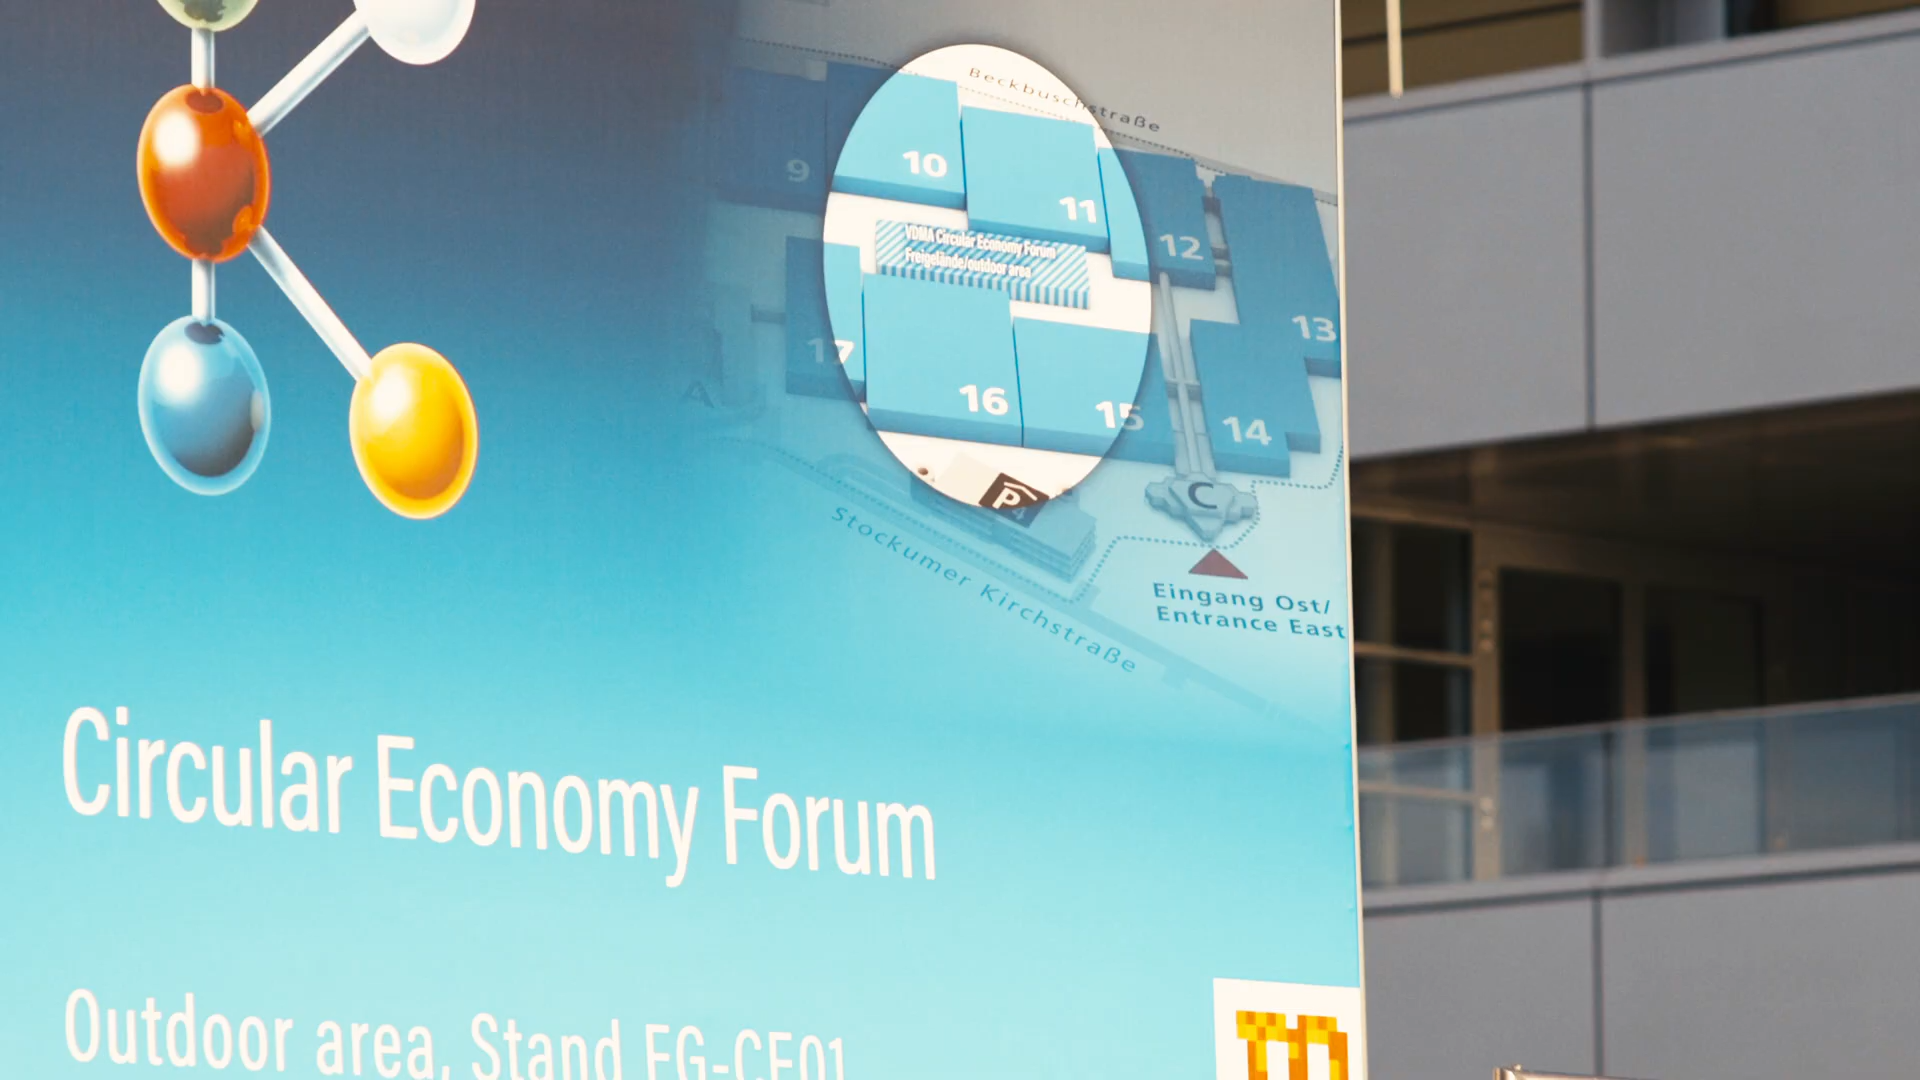 Beckbuschstraße
9
10
11
12
VDMA Circular Economy Forum
Freigelände/outdoor area
13
17
16
15
14
A
C
P
4
Stockumer Kirchstraße
Eingang Ost/
Entrance East
Circular Economy Forum
Outdoor area, Stand FG-CE01